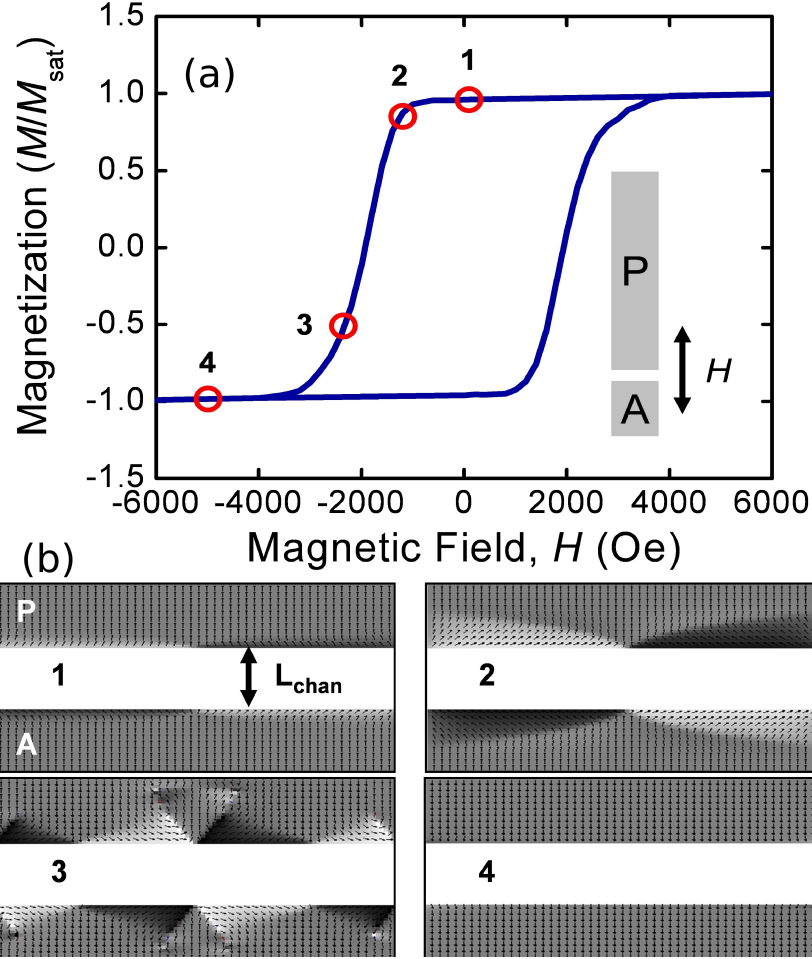 1.5
(a)
1
2
1.0
0.5
0.0
P
-0.5
3
H
4
-1.0
A
-1.5
-6000 -4000 -2000 0 2000 4000 6000
Magnetization (M/Msat)
Magnetic Field, H (Oe)
(b)
P
1
Lchan
2
A
3
4